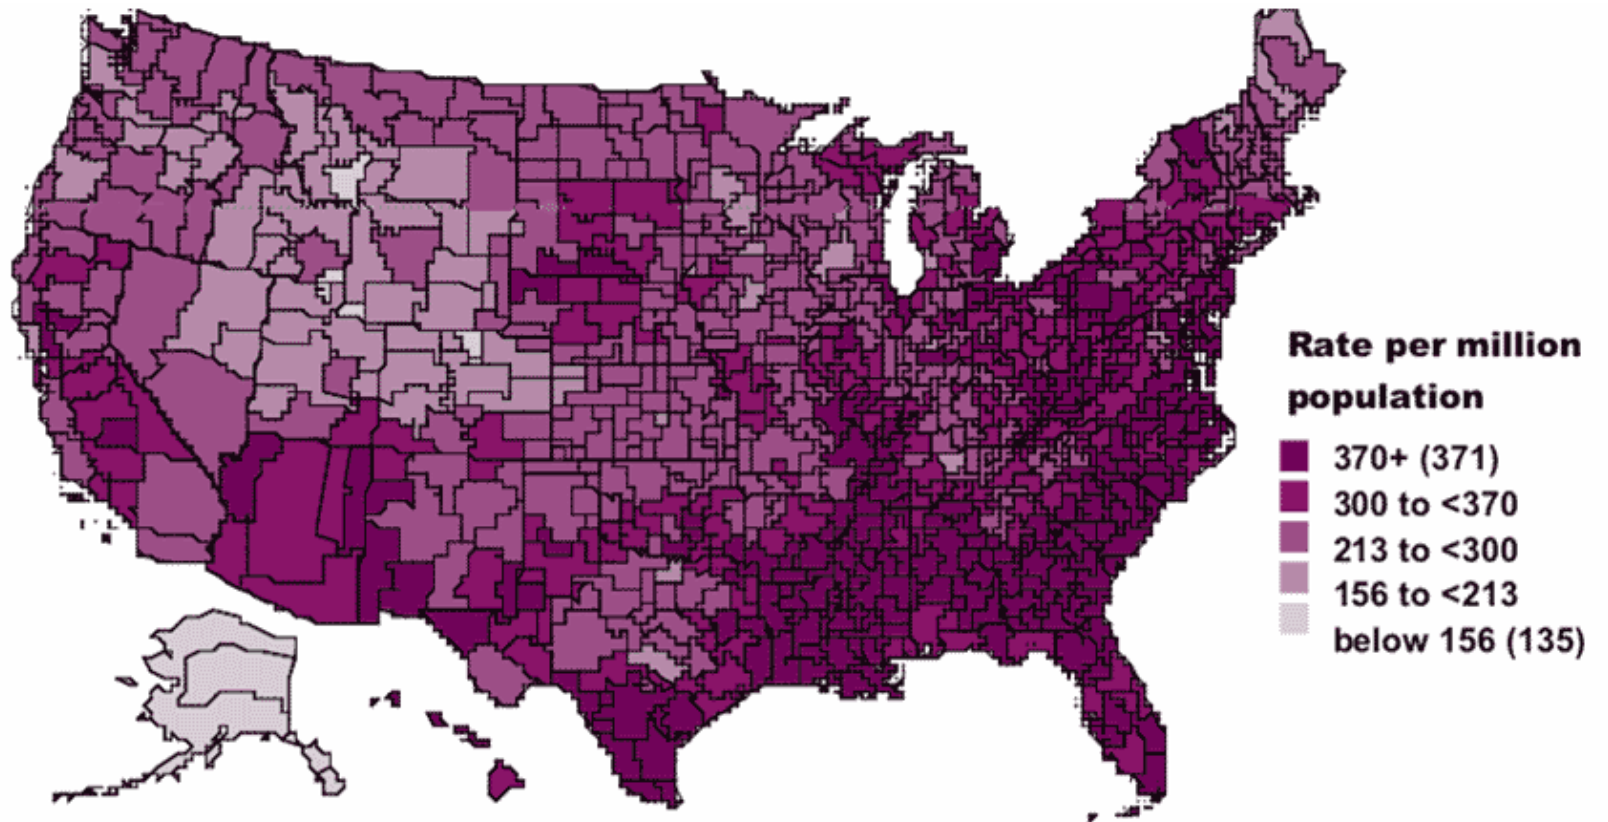 Rate per million
population
370+ (371)
300 to <370
213 to <300
156 to <213
below 156 (135)